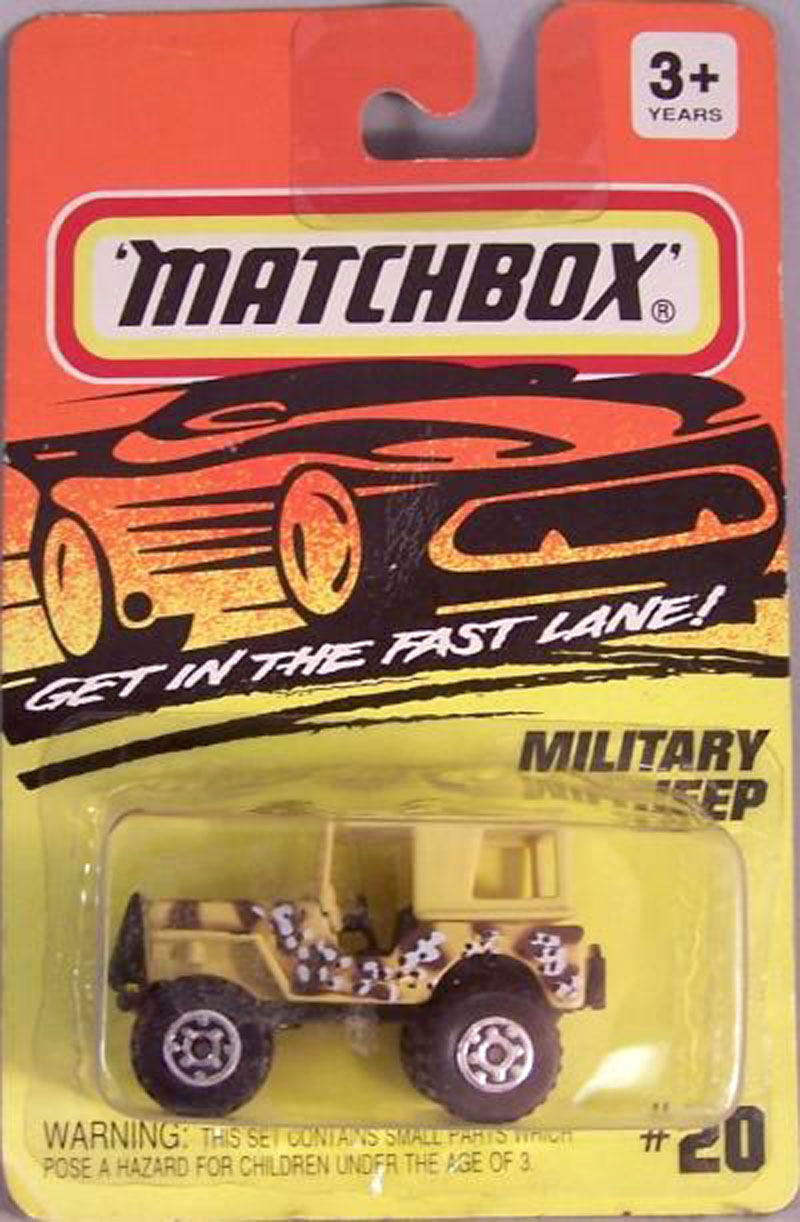 3+
YEARS
'MATCHBOX'®
GET IN THE FAST LANE!
MILITARY
JEEP
WARNING: THIS SET CONTAINS SMALL PARTS WHICH
POSE A HAZARD FOR CHILDREN UNDER THE AGE OF 3.
#20